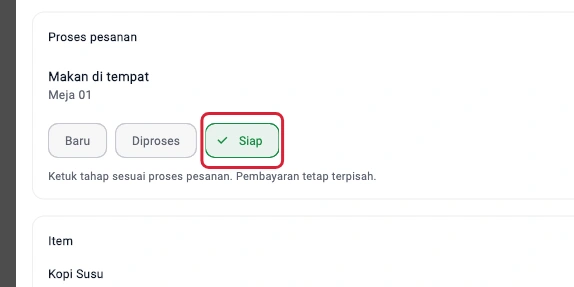 Proses pesanan
Makan di tempat
Meja 01
Baru
Diproses
Siap
Ketuk tahap sesuai proses pesanan. Pembayaran tetap terpisah.
Item
Kopi Susu